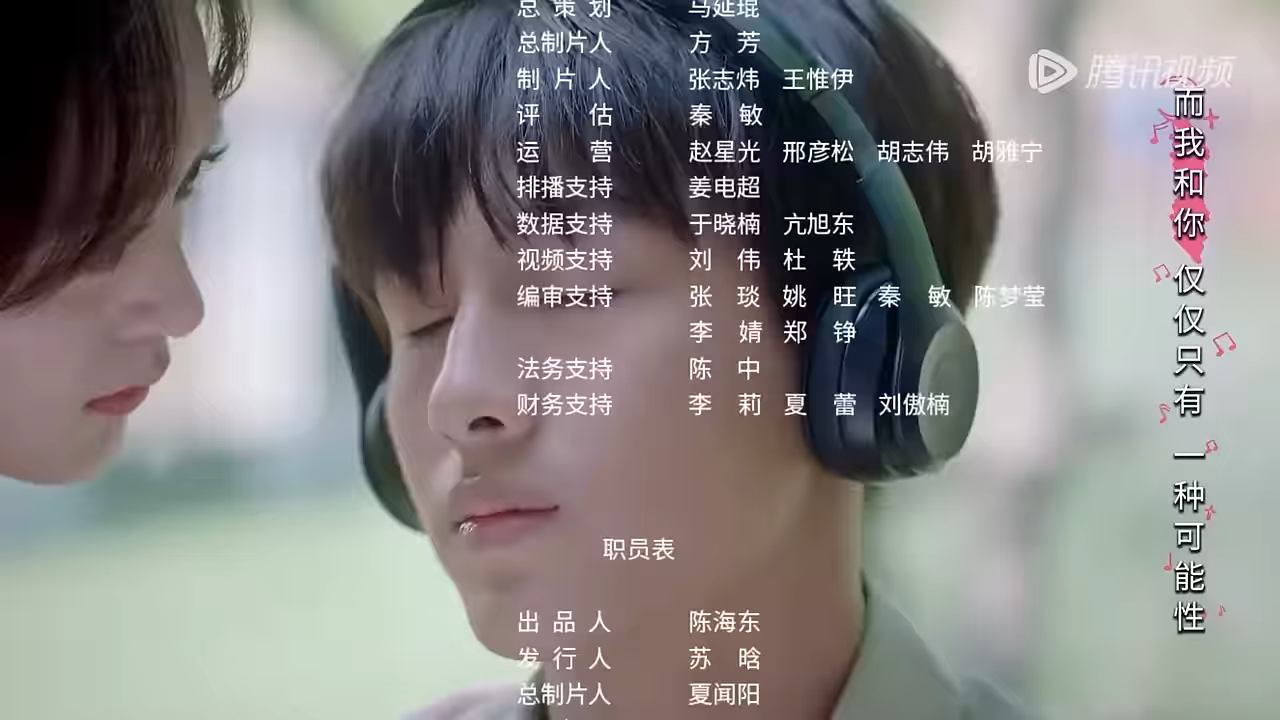 总策划 马延琨
总制片人 方芳
制片人 张志炜 王惟伊
评估 秦敏
运营 赵星光 邢彦松 胡志伟 胡雅宁
排播支持 姜电超
数据支持 于晓楠 亢旭东
视频支持 刘伟 杜轶
编审支持 张琰 姚旺 秦敏 陈梦莹
李婧 郑铮
法务支持 陈中
财务支持 李莉 夏蕾 刘傲楠
职员表
出品人 陈海东
发行人 苏晗
总制片人 夏闻阳
腾讯视频
而我和你 仅仅只有 一种可能性